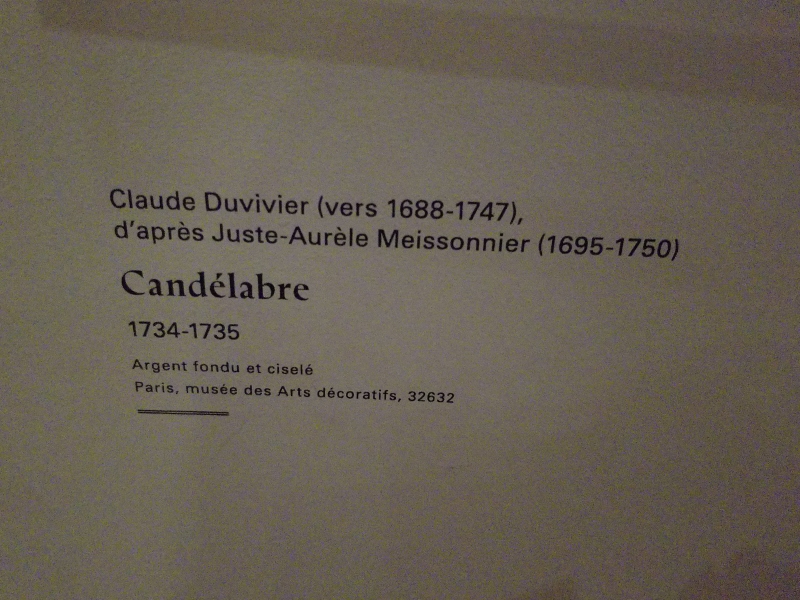 Claude Duvivier (vers 1688-1747),
d'après Juste-Aurèle Meissonnier (1695-1750)
Candélabre
1734-1735
Argent fondu et ciselé
Paris, musée des Arts décoratifs, 32632